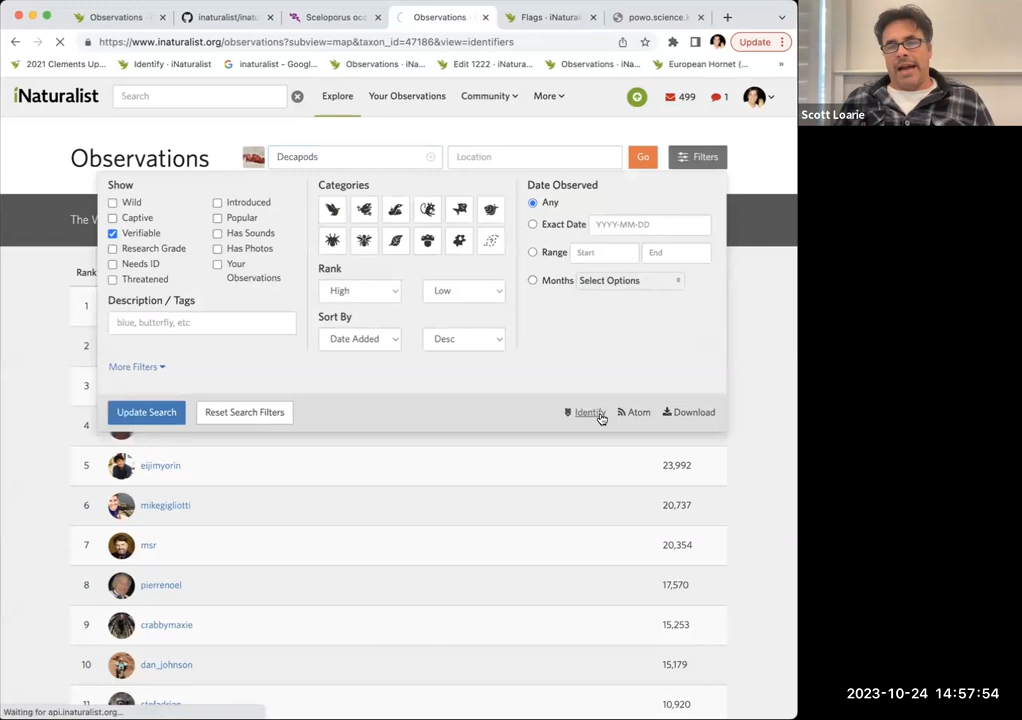 Observations · iNa
inaturalist/inatu
Sceloporus occ
Observations · i
Flags · iNatural
powo.science.k
https://www.inaturalist.org/observations?subview=map&taxon_id=47186&view=identifiers
Update
2021 Clements Up...
Identify · iNaturalist
inaturalist – Googl...
Observations · iNa...
Edit 1222 · iNatural...
Observations · iNa...
European Hornet (...
»
iNaturalist
Search
Explore
Your Observations
Community
More
499
1
Scott Loarie
Observations
Decapods
Location
Go
Filters
Show
Wild
Captive
Verifiable
Research Grade
Needs ID
Threatened
Introduced
Popular
Has Sounds
Has Photos
Your
Observations
Description / Tags
blue, butterfly, etc
More Filters
Categories
Rank
High
Low
Sort By
Date Added
Desc
Date Observed
Any
Exact Date YYYY-MM-DD
Range Start End
Months Select Options
Update Search
Reset Search Filters
Identify
Atom
Download
The W
Rank
1
2
3
4
5 eijimyorin 23,992
6 mikegigliotti 20,737
7 msr 20,354
8 pierrenoel 17,570
9 crabbymaxie 15,253
10 dan_johnson 15,179
11 stefadrian 10,920
Waiting for api.inaturalist.org...
2023-10-24 14:57:54